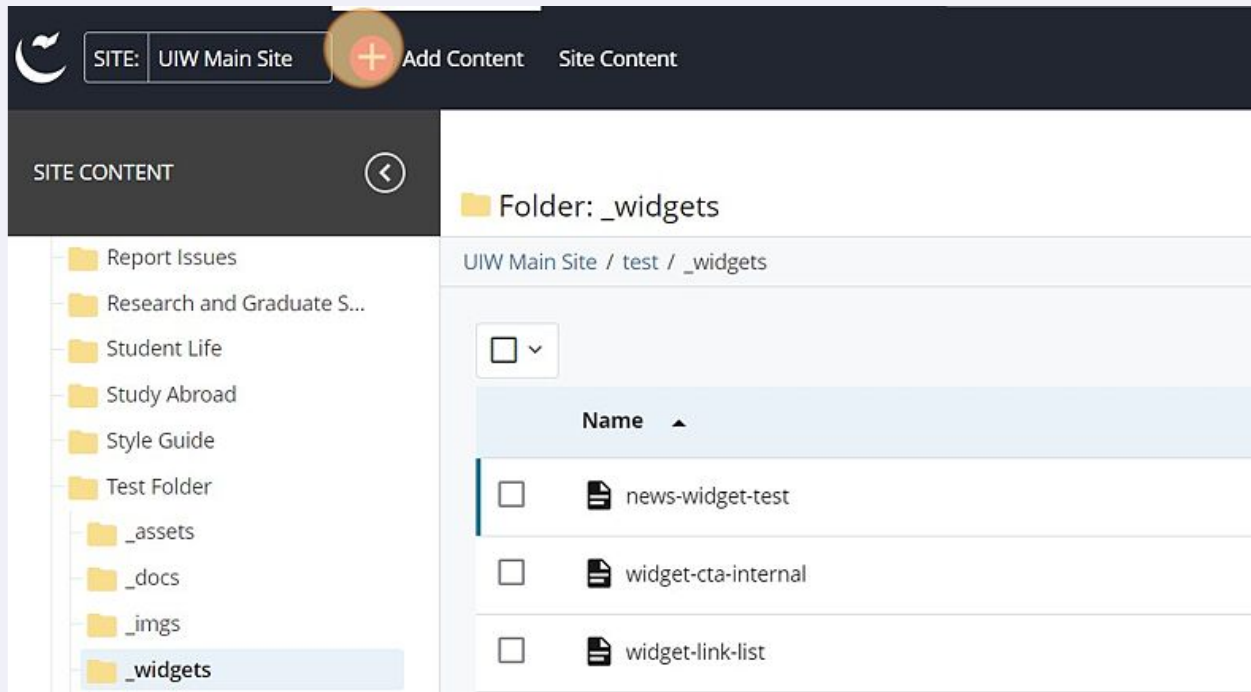 SITE: UIW Main Site Add Content Site Content
SITE CONTENT
Folder: _widgets
Report Issues
UIW Main Site / test / _widgets
Research and Graduate S...
Student Life
Study Abroad
Name
Style Guide
Test Folder
news-widget-test
_assets
_docs
widget-cta-internal
_imgs
widget-link-list
_widgets